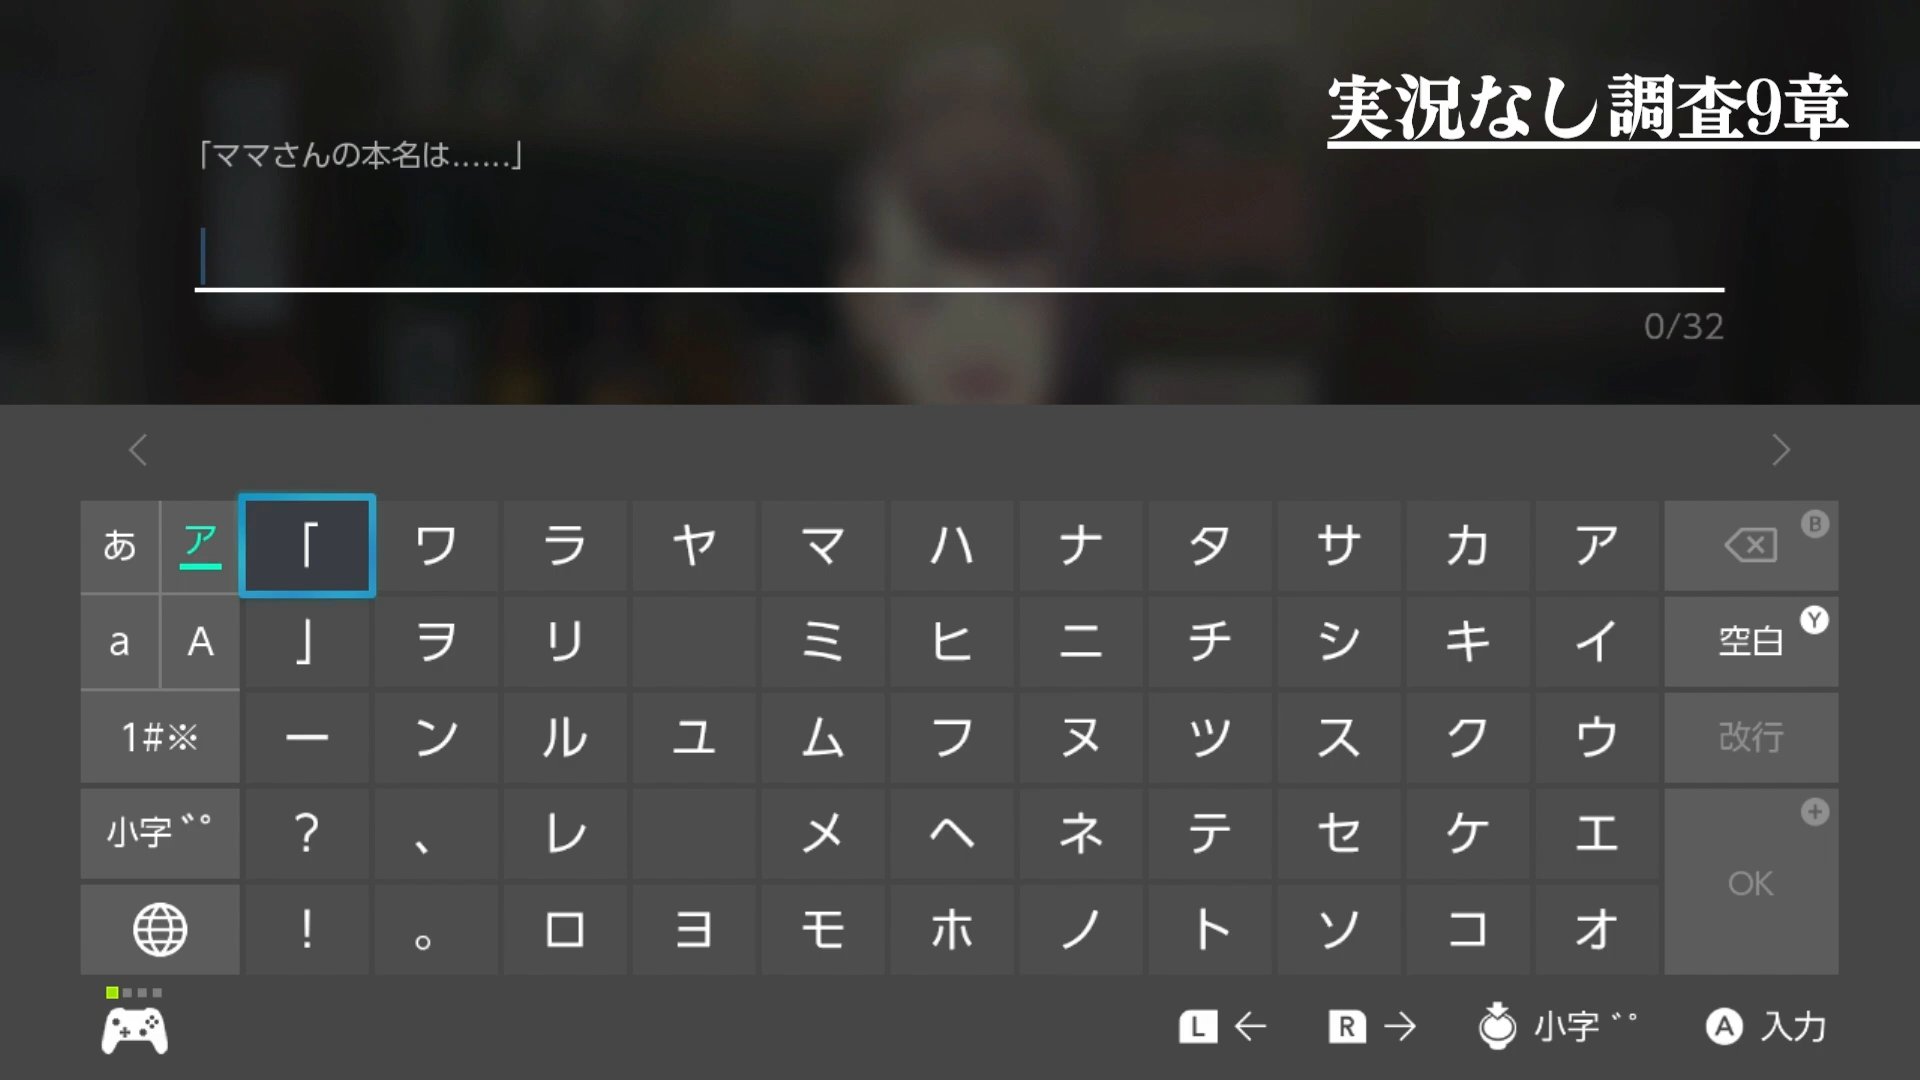 実況なし調査9章
「ママさんの本名は……」
0/32
あ ア 「 ワ ラ ヤ マ ハ ナ タ サ カ ア B
a A 」 ヲ リ ミ ヒ ニ チ シ キ イ 空白 Y
1#※ ー ン ル ユ ム フ ヌ ツ ス ク ウ 改行
小字゛゜ ? 、 レ メ ヘ ネ テ セ ケ エ +
! 。 ロ ヨ モ ホ ノ ト ソ コ オ OK
L ← R → 小字゛゜ A 入力